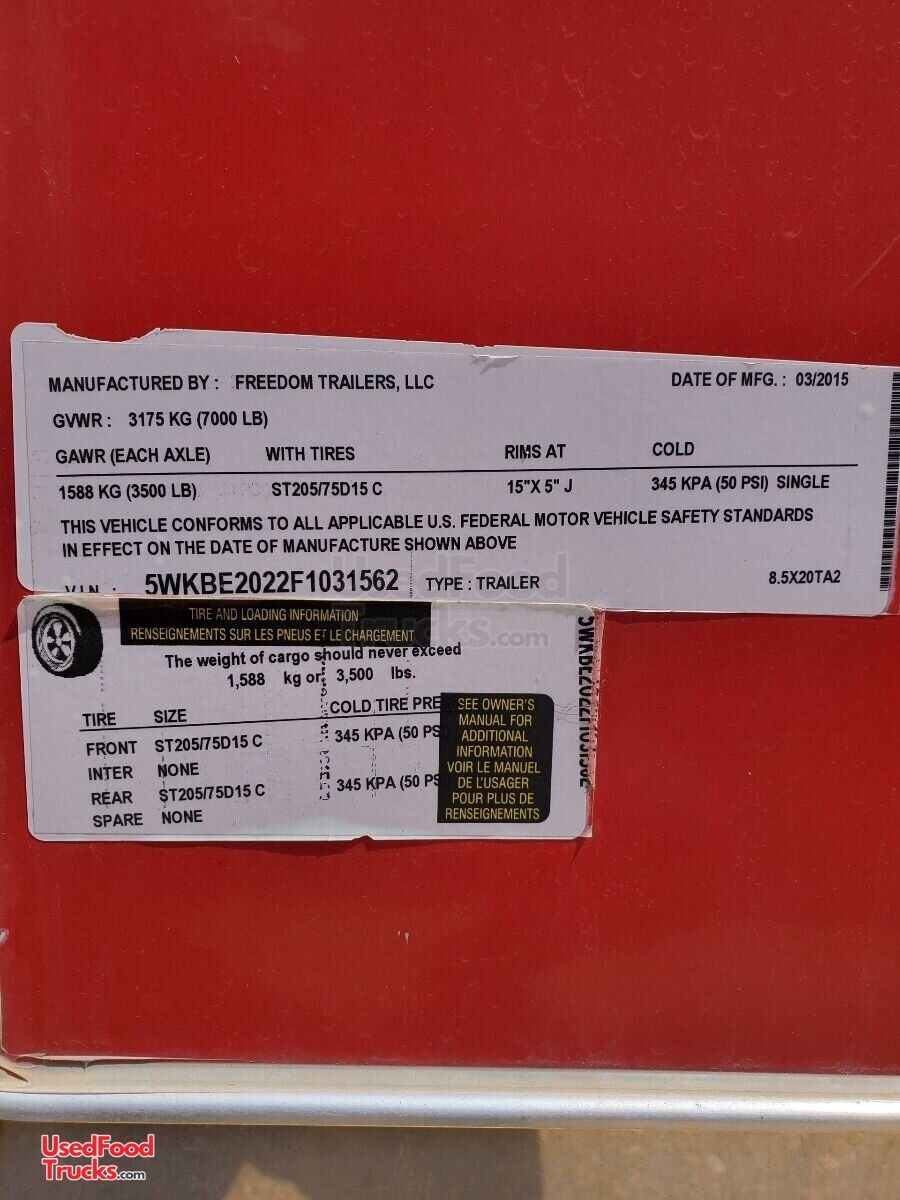 MANUFACTURED BY : FREEDOM TRAILERS, LLC DATE OF MFG. : 03/2015
GVWR : 3175 KG (7000 LB)
GAWR (EACH AXLE) WITH TIRES RIMS AT COLD
1588 KG (3500 LB) ST205/75D15 C 15"X 5" J 345 KPA (50 PSI) SINGLE
THIS VEHICLE CONFORMS TO ALL APPLICABLE U.S. FEDERAL MOTOR VEHICLE SAFETY STANDARDS
IN EFFECT ON THE DATE OF MANUFACTURE SHOWN ABOVE
V.I.N. : 5WKBE2022F1031562 TYPE : TRAILER 8.5X20TA2
UsedFood
Trucks.com
TIRE AND LOADING INFORMATION
RENSEIGNEMENTS SUR LES PNEUS ET LE CHARGEMENT
The weight of cargo should never exceed
1,588 kg or 3,500 lbs.
TIRE SIZE COLD TIRE PRE
FRONT ST205/75D15 C 345 KPA (50 PS
INTER NONE
REAR ST205/75D15 C 345 KPA (50 PS
SPARE NONE
SEE OWNER'S
MANUAL FOR
ADDITIONAL
INFORMATION
VOIR LE MANUEL
DE L'USAGER
POUR PLUS DE
RENSEIGNEMENTS
5WKBE2022F1031562
UsedFood
Trucks.com